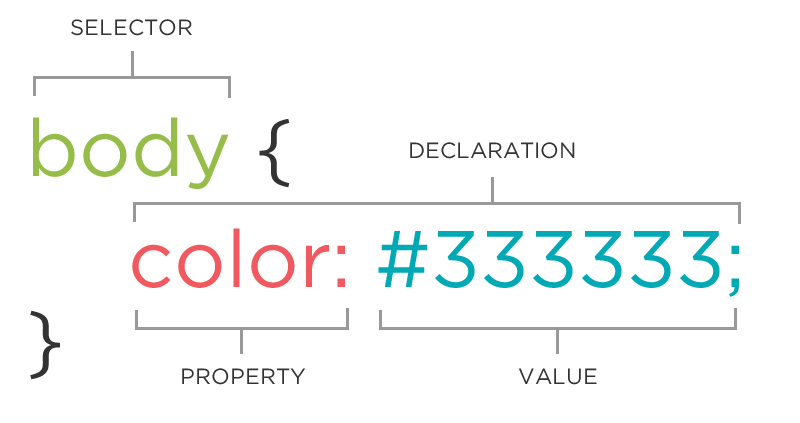 SELECTOR
body {
DECLARATION
color: #333333;
}
PROPERTY
VALUE